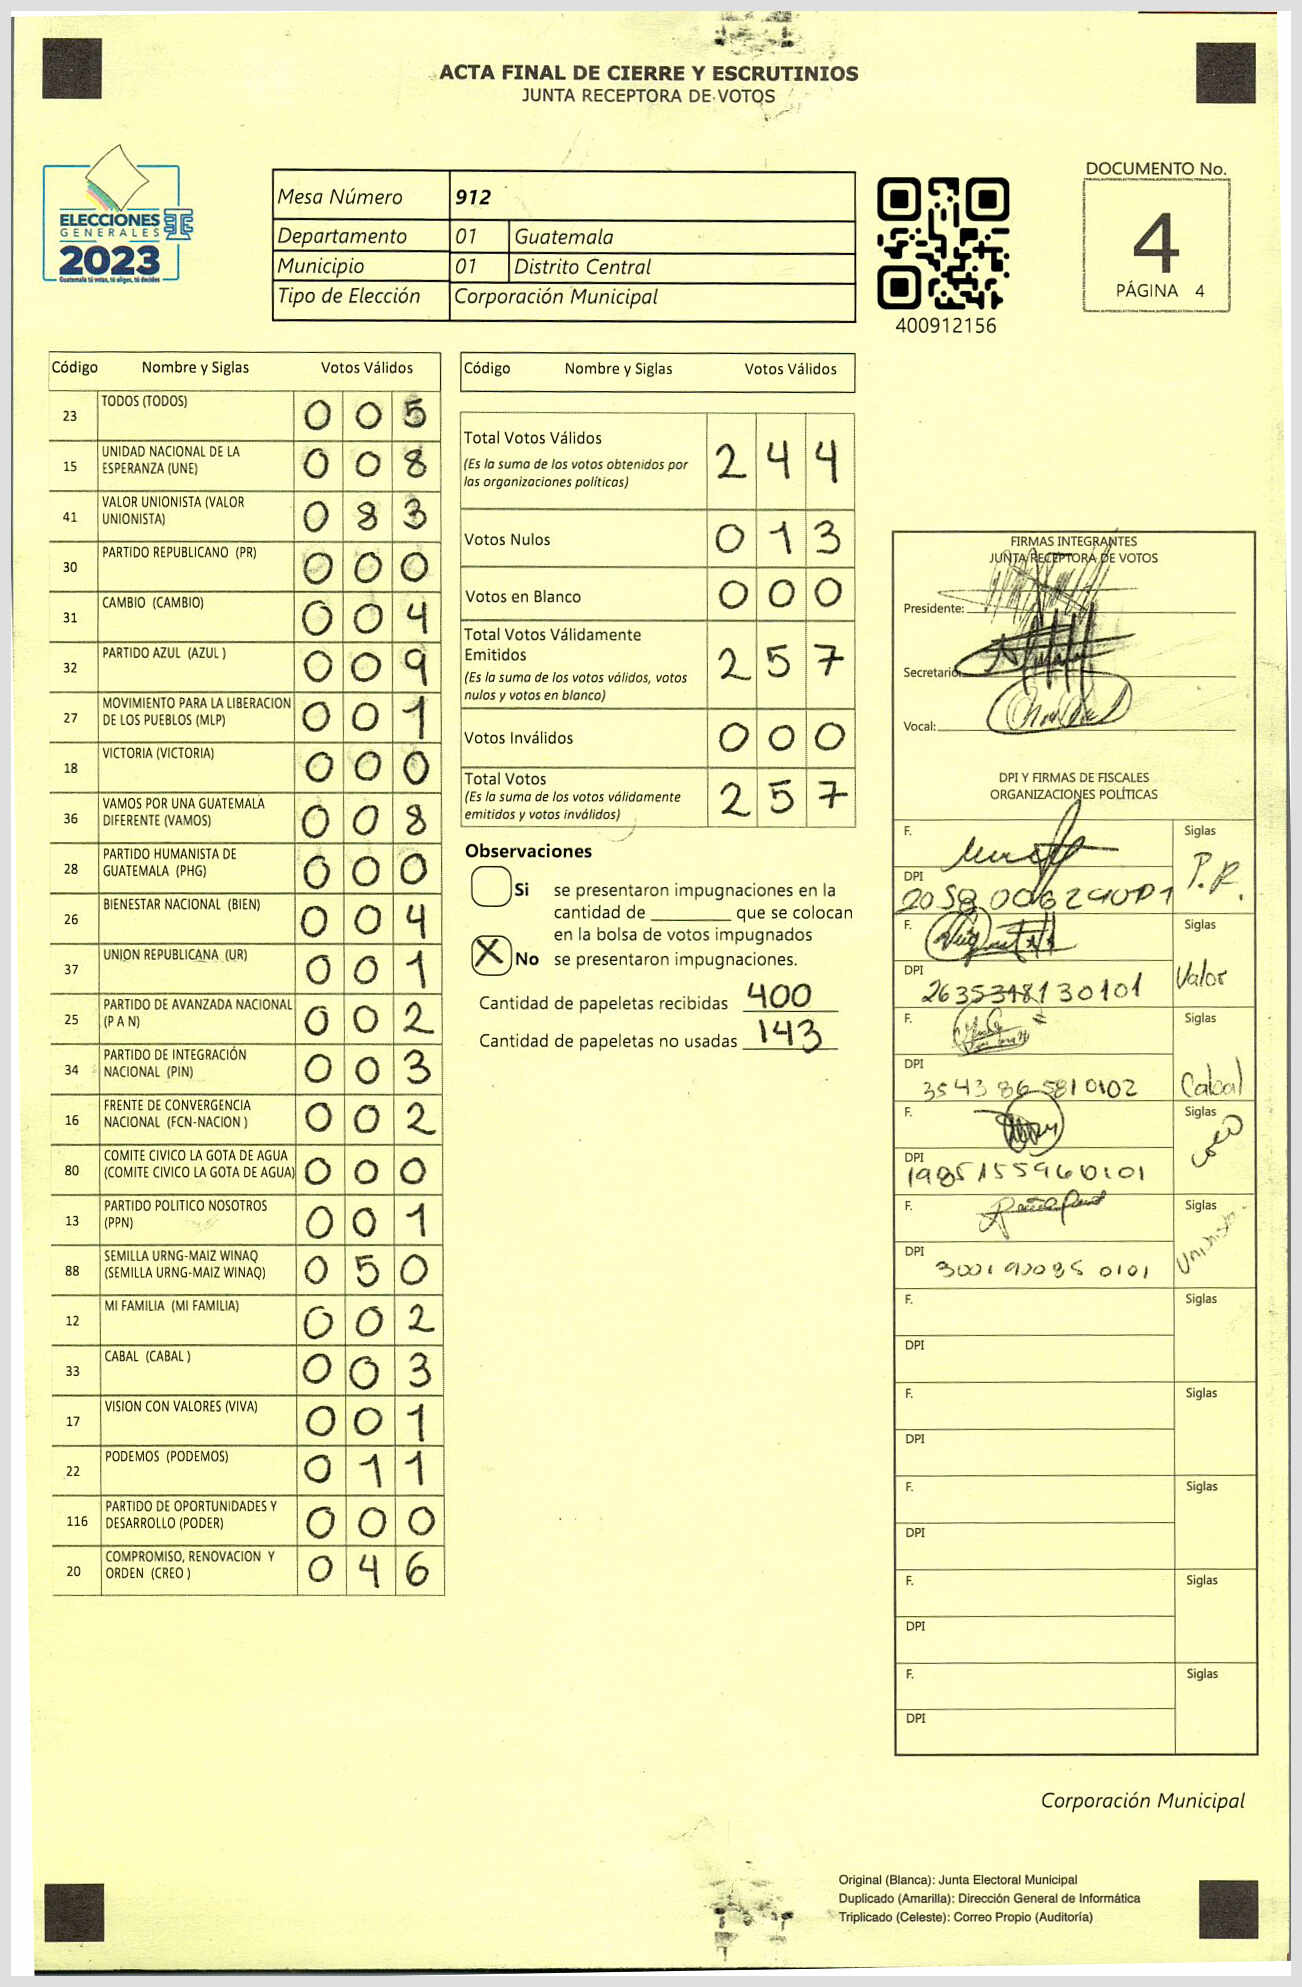 ACTA FINAL DE CIERRE Y ESCRUTINIOS
JUNTA RECEPTORA DE VOTOS
ELECCIONES
GENERALES
2023
Guatemala tú votas, tú eliges, tú decides
Mesa Número 912
Departamento 01 Guatemala
Municipio 01 Distrito Central
Tipo de Elección Corporación Municipal
400912156
DOCUMENTO No.
4
PÁGINA 4
Código Nombre y Siglas Votos Válidos
23 TODOS (TODOS) 0 0 5
15 UNIDAD NACIONAL DE LA ESPERANZA (UNE) 0 0 8
41 VALOR UNIONISTA (VALOR UNIONISTA) 0 8 3
30 PARTIDO REPUBLICANO (PR) 0 0 0
31 CAMBIO (CAMBIO) 0 0 4
32 PARTIDO AZUL (AZUL ) 0 0 9
27 MOVIMIENTO PARA LA LIBERACION DE LOS PUEBLOS (MLP) 0 0 1
18 VICTORIA (VICTORIA) 0 0 0
36 VAMOS POR UNA GUATEMALA DIFERENTE (VAMOS) 0 0 8
28 PARTIDO HUMANISTA DE GUATEMALA (PHG) 0 0 0
26 BIENESTAR NACIONAL (BIEN) 0 0 4
37 UNION REPUBLICANA (UR) 0 0 1
25 PARTIDO DE AVANZADA NACIONAL (P A N) 0 0 2
34 PARTIDO DE INTEGRACIÓN NACIONAL (PIN) 0 0 3
16 FRENTE DE CONVERGENCIA NACIONAL (FCN-NACION ) 0 0 2
80 COMITE CIVICO LA GOTA DE AGUA (COMITE CIVICO LA GOTA DE AGUA) 0 0 0
13 PARTIDO POLITICO NOSOTROS (PPN) 0 0 1
88 SEMILLA URNG-MAIZ WINAQ (SEMILLA URNG-MAIZ WINAQ) 0 5 0
12 MI FAMILIA (MI FAMILIA) 0 0 2
33 CABAL (CABAL ) 0 0 3
17 VISION CON VALORES (VIVA) 0 0 1
22 PODEMOS (PODEMOS) 0 1 1
116 PARTIDO DE OPORTUNIDADES Y DESARROLLO (PODER) 0 0 0
20 COMPROMISO, RENOVACION Y ORDEN (CREO ) 0 4 6
Código Nombre y Siglas Votos Válidos
Total Votos Válidos 2 4 4
(Es la suma de los votos obtenidos por
las organizaciones políticas)
Votos Nulos 0 1 3
Votos en Blanco 0 0 0
Total Votos Válidamente
Emitidos 2 5 7
(Es la suma de los votos válidos, votos
nulos y votos en blanco)
Votos Inválidos 0 0 0
Total Votos 2 5 7
(Es la suma de los votos válidamente
emitidos y votos inválidos)
Observaciones
Si se presentaron impugnaciones en la
cantidad de ________ que se colocan
en la bolsa de votos impugnados
X No se presentaron impugnaciones.
Cantidad de papeletas recibidas 400
Cantidad de papeletas no usadas 143
FIRMAS INTEGRANTES
JUNTA RECEPTORA DE VOTOS
Presidente:
Secretario:
Vocal:
DPI Y FIRMAS DE FISCALES
ORGANIZACIONES POLÍTICAS
F. Siglas
DPI P.R.
F. Siglas
DPI Valor
F. Siglas
DPI 3543 86 581 0102 Cabal
F. Siglas
DPI 1985155960101
F. Siglas
DPI Unionista
F. Siglas
DPI
F. Siglas
DPI
F. Siglas
DPI
F. Siglas
DPI
F. Siglas
DPI
Corporación Municipal
Original (Blanca): Junta Electoral Municipal
Duplicado (Amarilla): Dirección General de Informática
Triplicado (Celeste): Correo Propio (Auditoría)